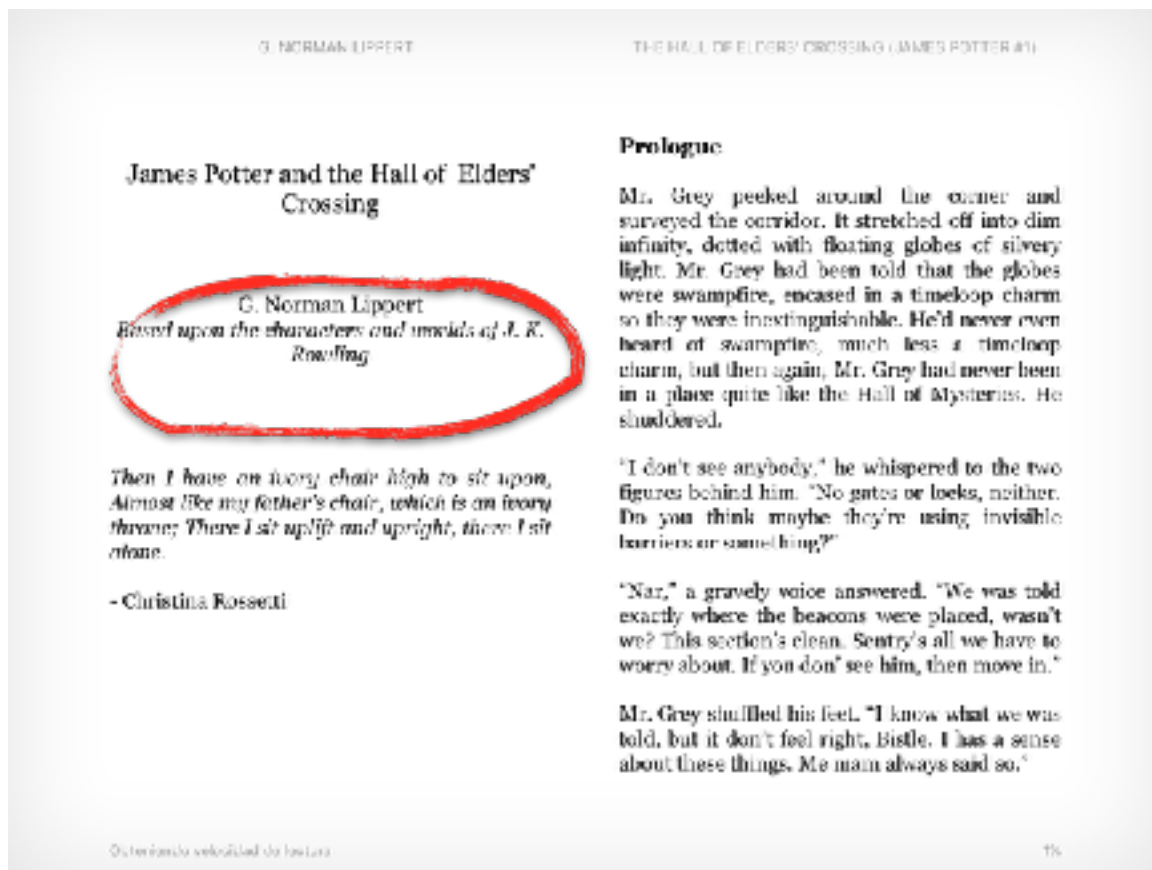 G. NORMAN LIPPERT
THE HALL OF ELDERS' CROSSING (JAMES POTTER #1)
James Potter and the Hall of Elders'
Crossing
G. Norman Lippert
Based upon the characters and worlds of J. K.
Rowling
Then I have an ivory chair high to sit upon,
Almost like my father's chair, which is an ivory
throne; There I sit uplift and upright, there I sit
alone.
- Christina Rossetti
Prologue
Mr. Grey peeked around the corner and
surveyed the corridor. It stretched off into dim
infinity, dotted with floating globes of silvery
light. Mr. Grey had been told that the globes
were swampfire, encased in a timeloop charm
so they were inextinguishable. He'd never even
heard of swampfire, much less a timeloop
charm, but then again, Mr. Grey had never been
in a place quite like the Hall of Mysteries. He
shuddered.
"I don't see anybody," he whispered to the two
figures behind him. "No gates or locks, neither.
Do you think maybe they're using invisible
barriers or something?"
"Nar," a gravely voice answered. "We was told
exactly where the beacons were placed, wasn't
we? This section's clean. Sentry's all we have to
worry about. If you don' see him, then move in."
Mr. Grey shuffled his feet. "I know what we was
told, but it don't feel right, Bistle. I has a sense
about these things. Me mam always said so."
Obteniendo velocidad de lectura
1%